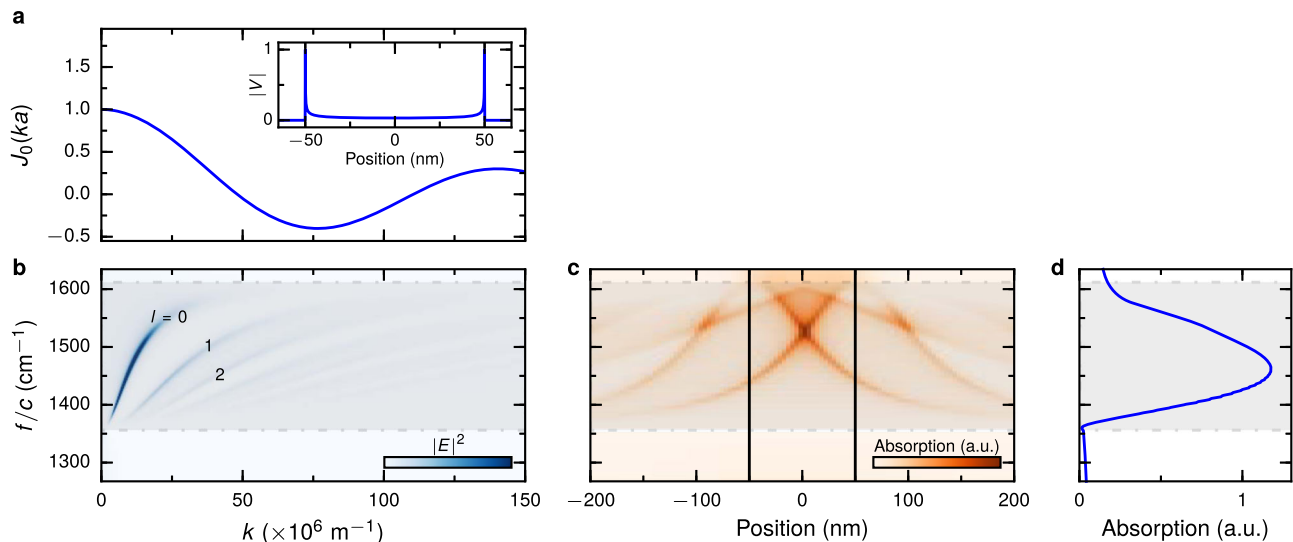 a
J₀(ka)
1.5
1.0
0.5
0.0
−0.5
|V|
1
0
−50
0
50
Position (nm)
b
f/c (cm⁻¹)
1600
1500
1400
1300
l = 0
1
2
|E|²
0
50
100
150
k (×10⁶ m⁻¹)
c
Absorption (a.u.)
−200
−100
0
100
200
Position (nm)
d
0
1
Absorption (a.u.)